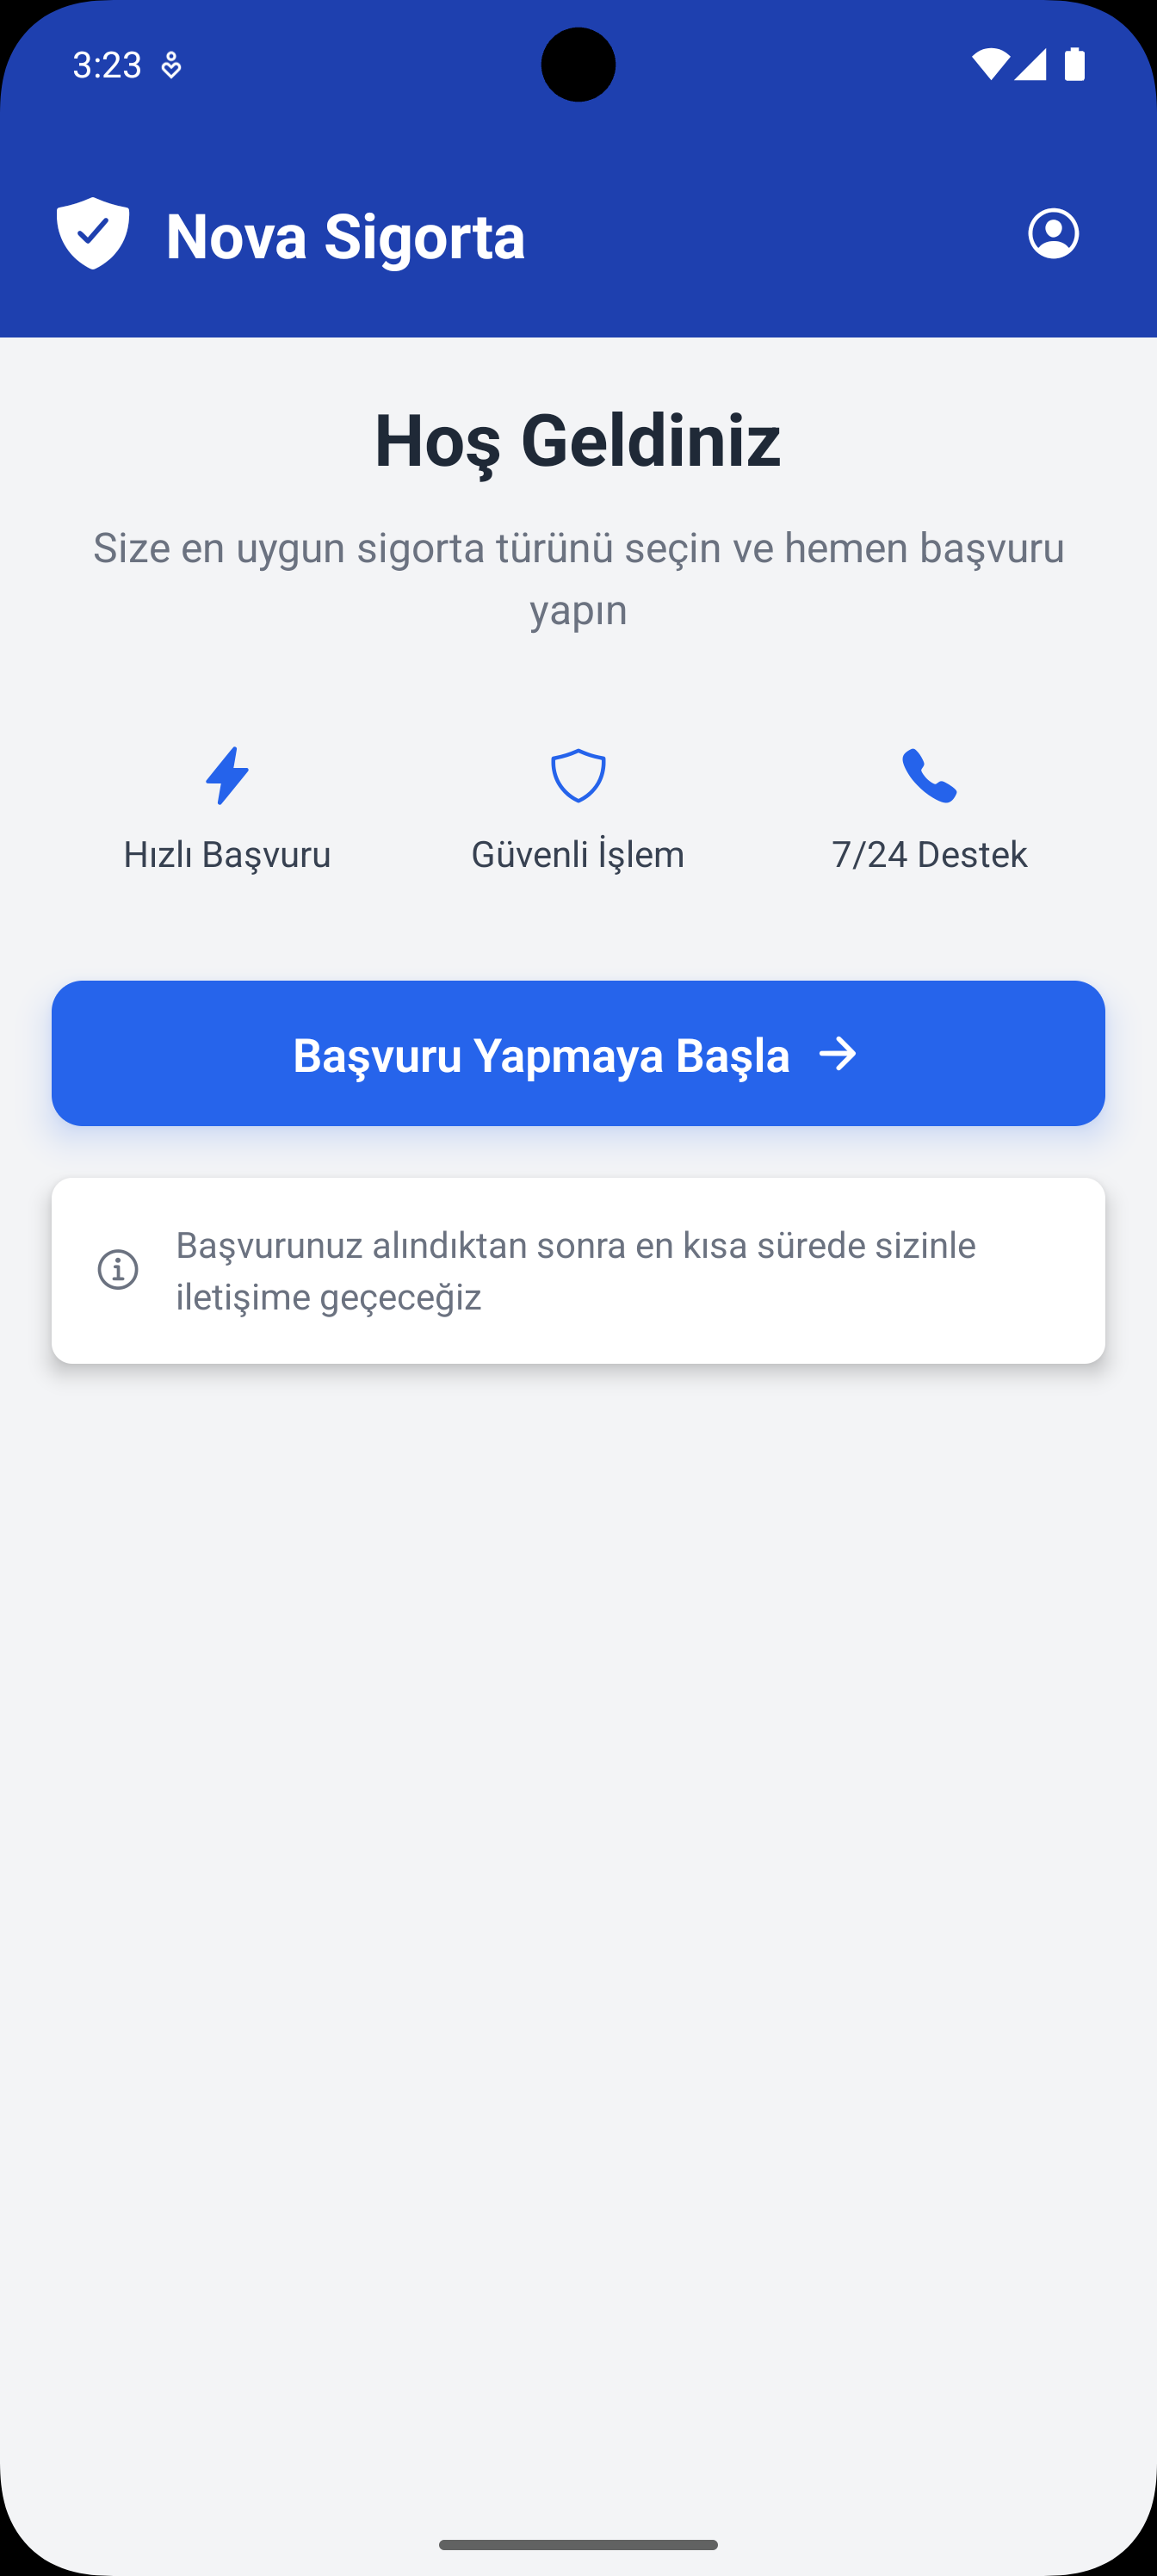 3:23
Nova Sigorta
Hoş Geldiniz
Size en uygun sigorta türünü seçin ve hemen başvuru
yapın
Hızlı Başvuru
Güvenli İşlem
7/24 Destek
Başvuru Yapmaya Başla
Başvurunuz alındıktan sonra en kısa sürede sizinle
iletişime geçeceğiz